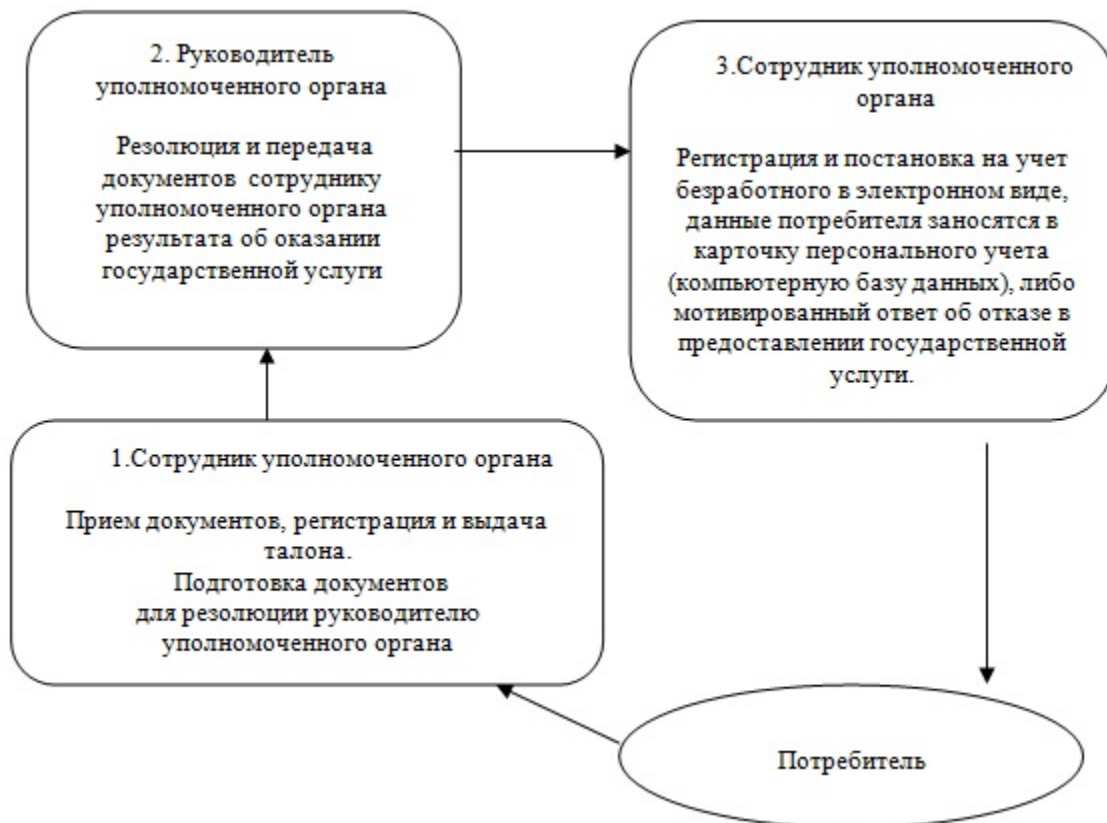 2. Руководитель
уполномоченного органа
Резолюция и передача
документов сотруднику
уполномоченного органа
результата об оказании
государственной услуги
3.Сотрудник уполномоченного
органа
Регистрация и постановка на учет
безработного в электронном виде,
данные потребителя заносятся в
карточку персонального учета
(компьютерную базу данных), либо
мотивированный ответ об отказе в
предоставлении государственной
услуги.
1.Сотрудник уполномоченного органа
Прием документов, регистрация и выдача
талона.
Подготовка документов
для резолюции руководителю
уполномоченного органа
Потребитель